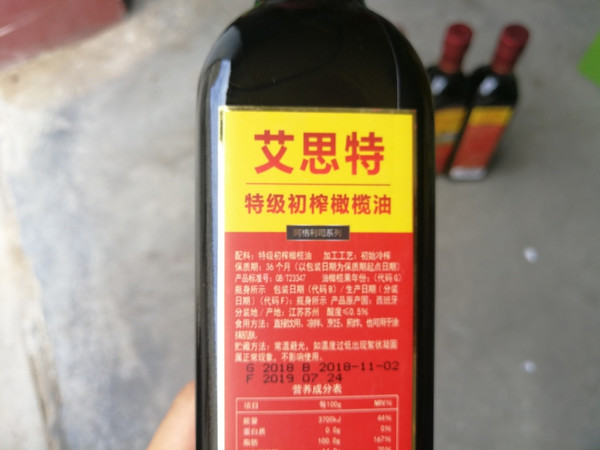 艾思特
特级初榨橄榄油
阿格利司系列
配料：特级初榨橄榄油 加工工艺：初始冷榨
保质期：36个月（以包装日期为保质期起点日期）
产品标准号：GB/T23347 油橄榄果年份：（代码G）
瓶身所示 包装日期（代码B）/生产日期（分装
日期）（代码F）：瓶身所示 产品原产国：西班牙
分装地/产地：江苏苏州 酸度≤0.5%
食用方法：直接饮用、凉拌、烹饪、煎炸，也可用于涂
抹肌肤。
贮藏方法：常温避光，如温度过低出现絮状凝固
属正常现象，不影响使用。
G 2018 B 2018-11-02
F 2019 07 24
营养成分表
项目 每100g NRV%
能量 3700kJ 44%
蛋白质 0.0g 0%
脂肪 100.0g 167%